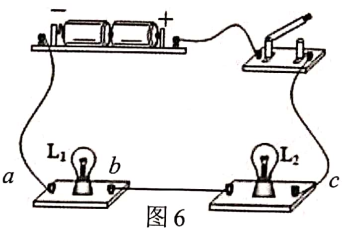 − +
L₁ L₂
a b c
图6